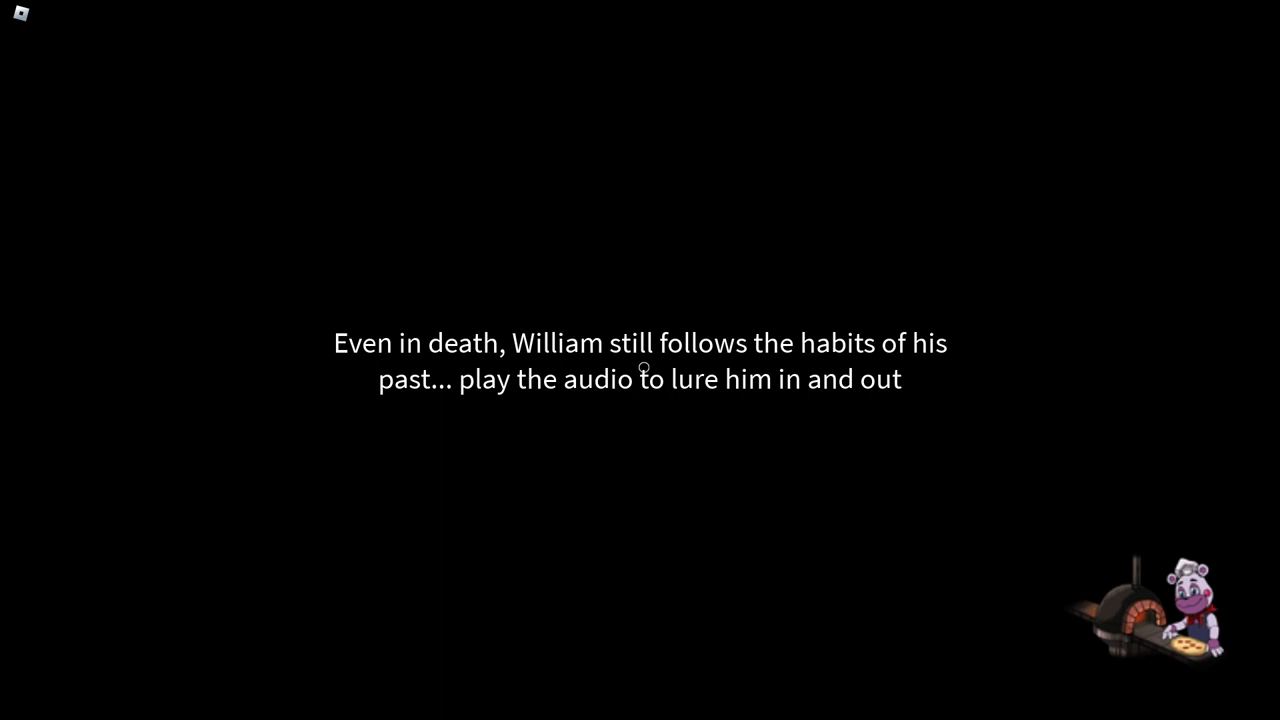 Even in death, William still follows the habits of his
past... play the audio to lure him in and out